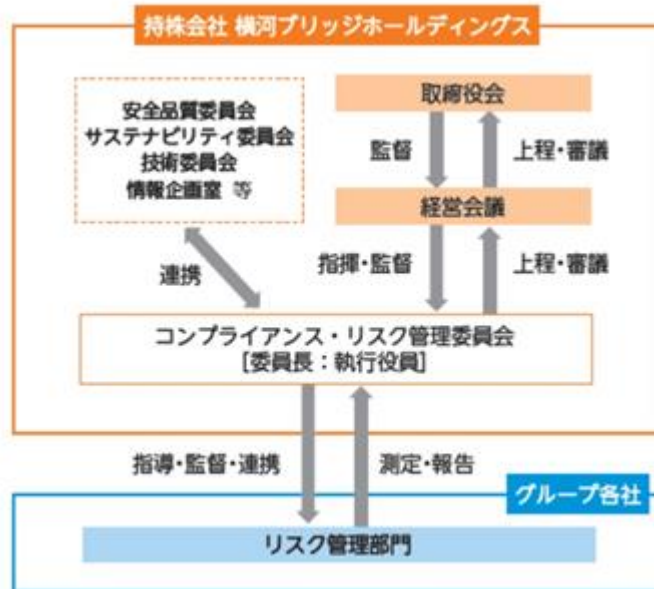 持株会社 横河ブリッジホールディングス
安全品質委員会
サステナビリティ委員会
技術委員会
情報企画室 等
取締役会
監督
上程・審議
経営会議
連携
指揮・監督
上程・審議
コンプライアンス・リスク管理委員会
[委員長：執行役員]
指導・監督・連携
測定・報告
グループ各社
リスク管理部門